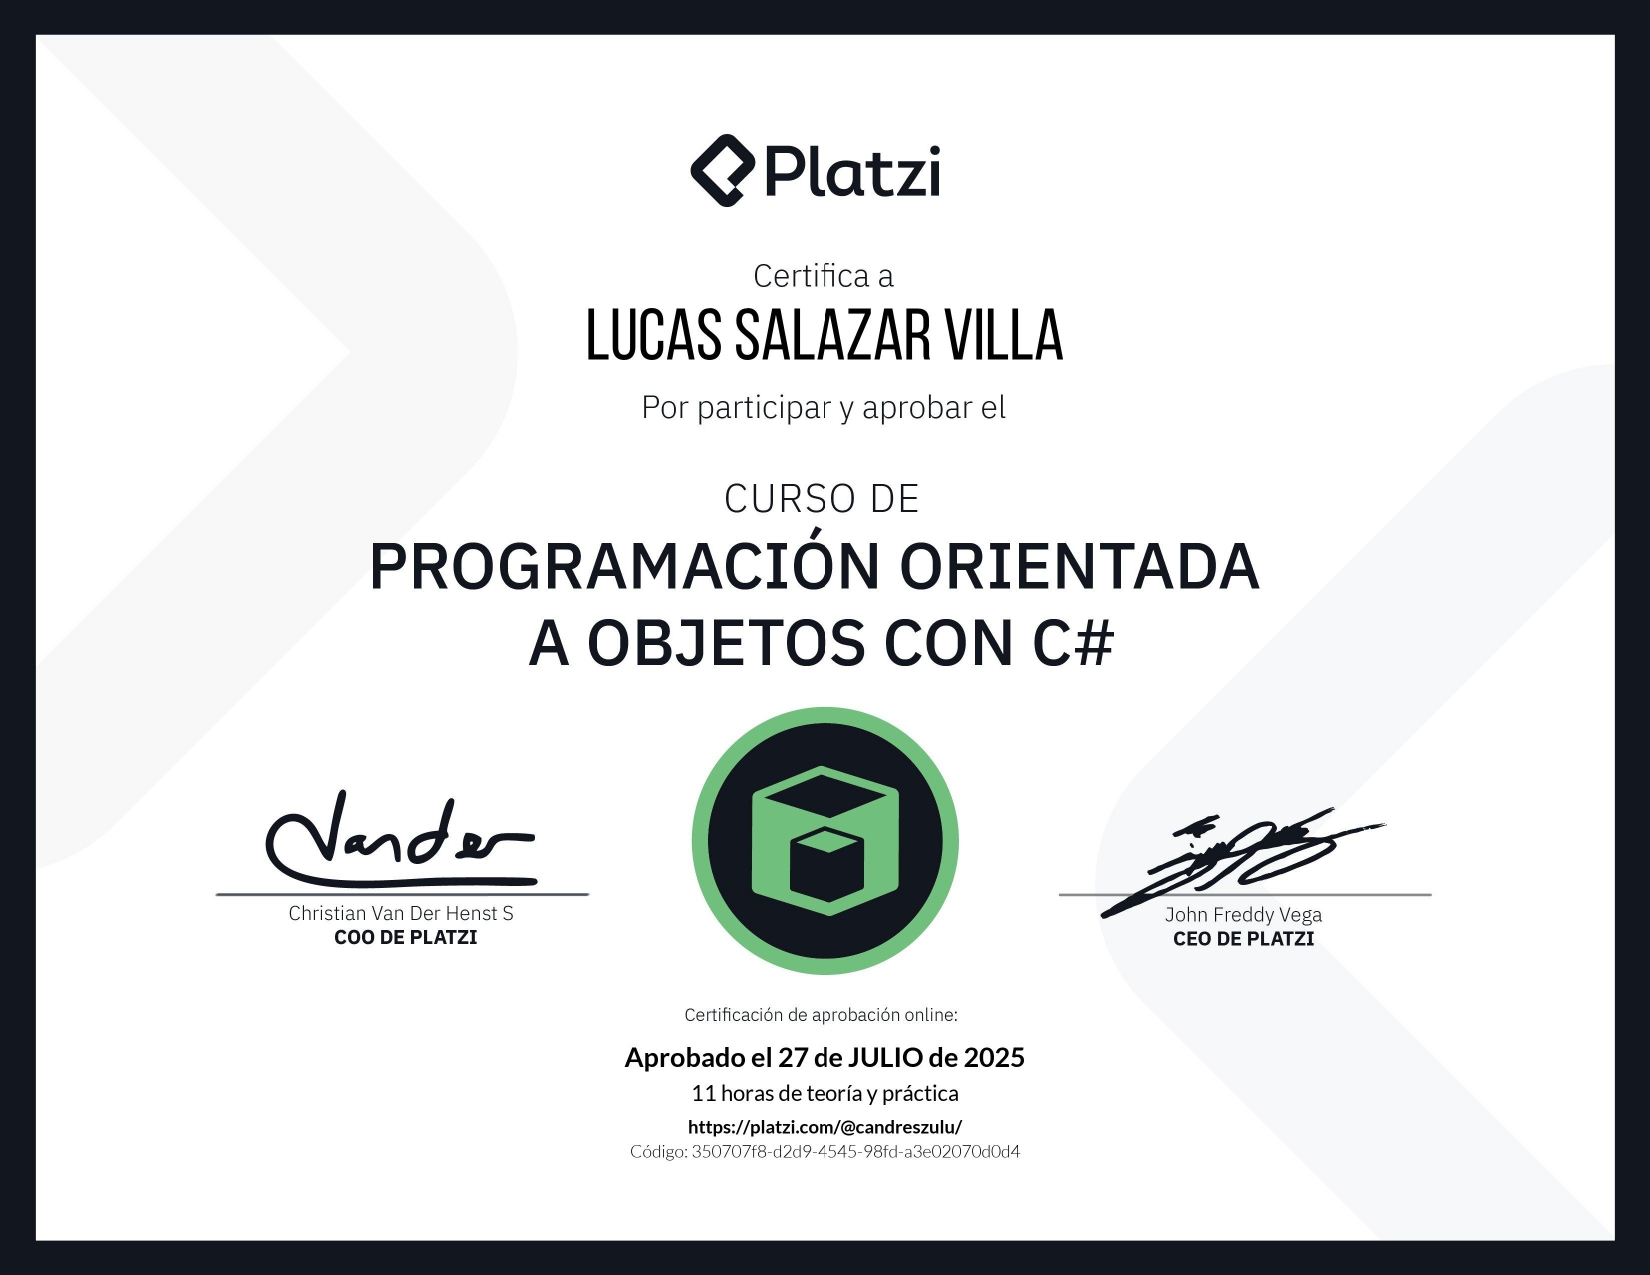 Platzi
Certifica a
LUCAS SALAZAR VILLA
Por participar y aprobar el
CURSO DE
PROGRAMACIÓN ORIENTADA
A OBJETOS CON C#
Vander
Christian Van Der Henst S
COO DE PLATZI
John Freddy Vega
CEO DE PLATZI
Certificación de aprobación online:
Aprobado el 27 de JULIO de 2025
11 horas de teoría y práctica
https://platzi.com/@candreszulu/
Código: 350707f8-d2d9-4545-98fd-a3e02070d0d4